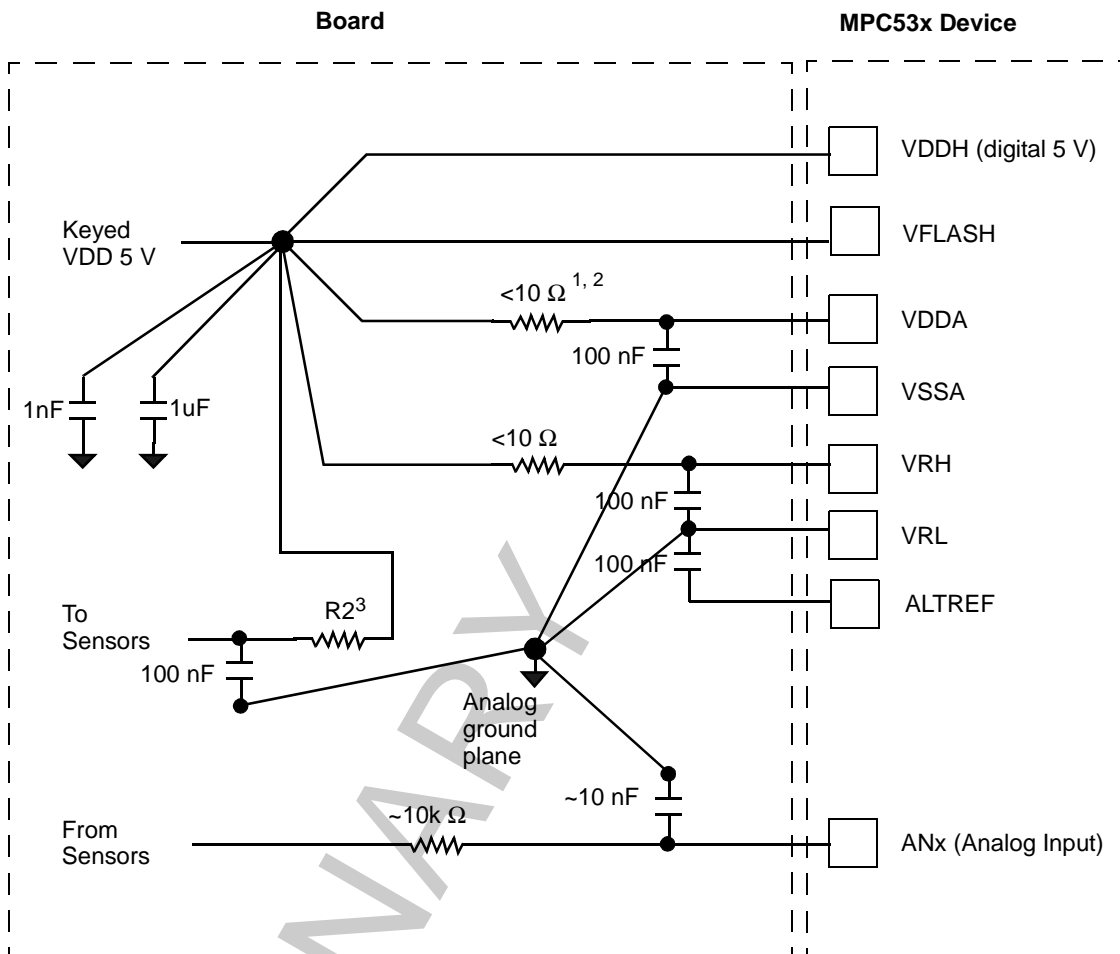 Board
MPC53x Device
VDDH (digital 5 V)
Keyed
VDD 5 V
VFLASH
<10 Ω 1, 2
VDDA
100 nF
VSSA
1nF
1uF
<10 Ω
VRH
100 nF
VRL
100 nF
ALTREF
To
Sensors
R23
100 nF
Analog
ground
plane
~10 nF
~10k Ω
From
Sensors
ANx (Analog Input)
NARY